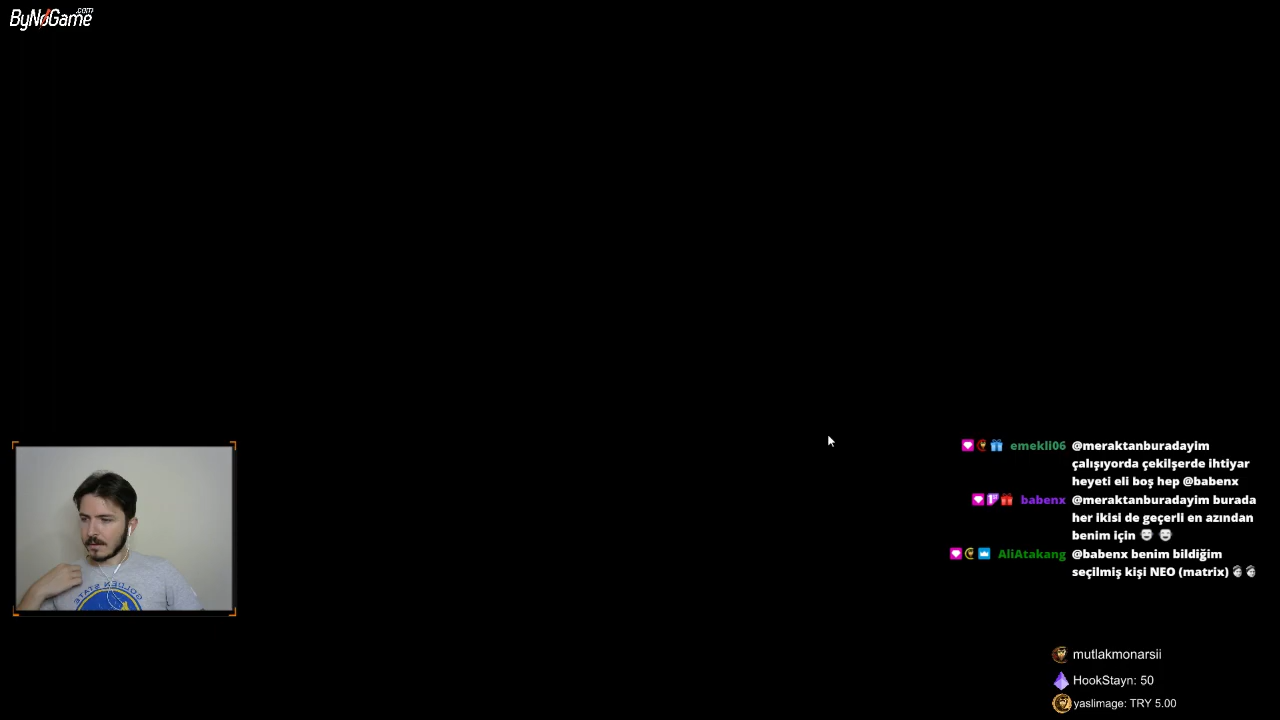 ByNoGame.com
emekli06 @meraktanburadayim
çalışıyorda çekilşerde ihtiyar
heyeti eli boş hep @babenx
babenx @meraktanburadayim burada
her ikisi de geçerli en azından
benim için
AliAtakang @babenx benim bildiğim
seçilmiş kişi NEO (matrix)
GOLDEN STATE
mutlakmonarsii
HookStayn: 50
yaslimage: TRY 5.00